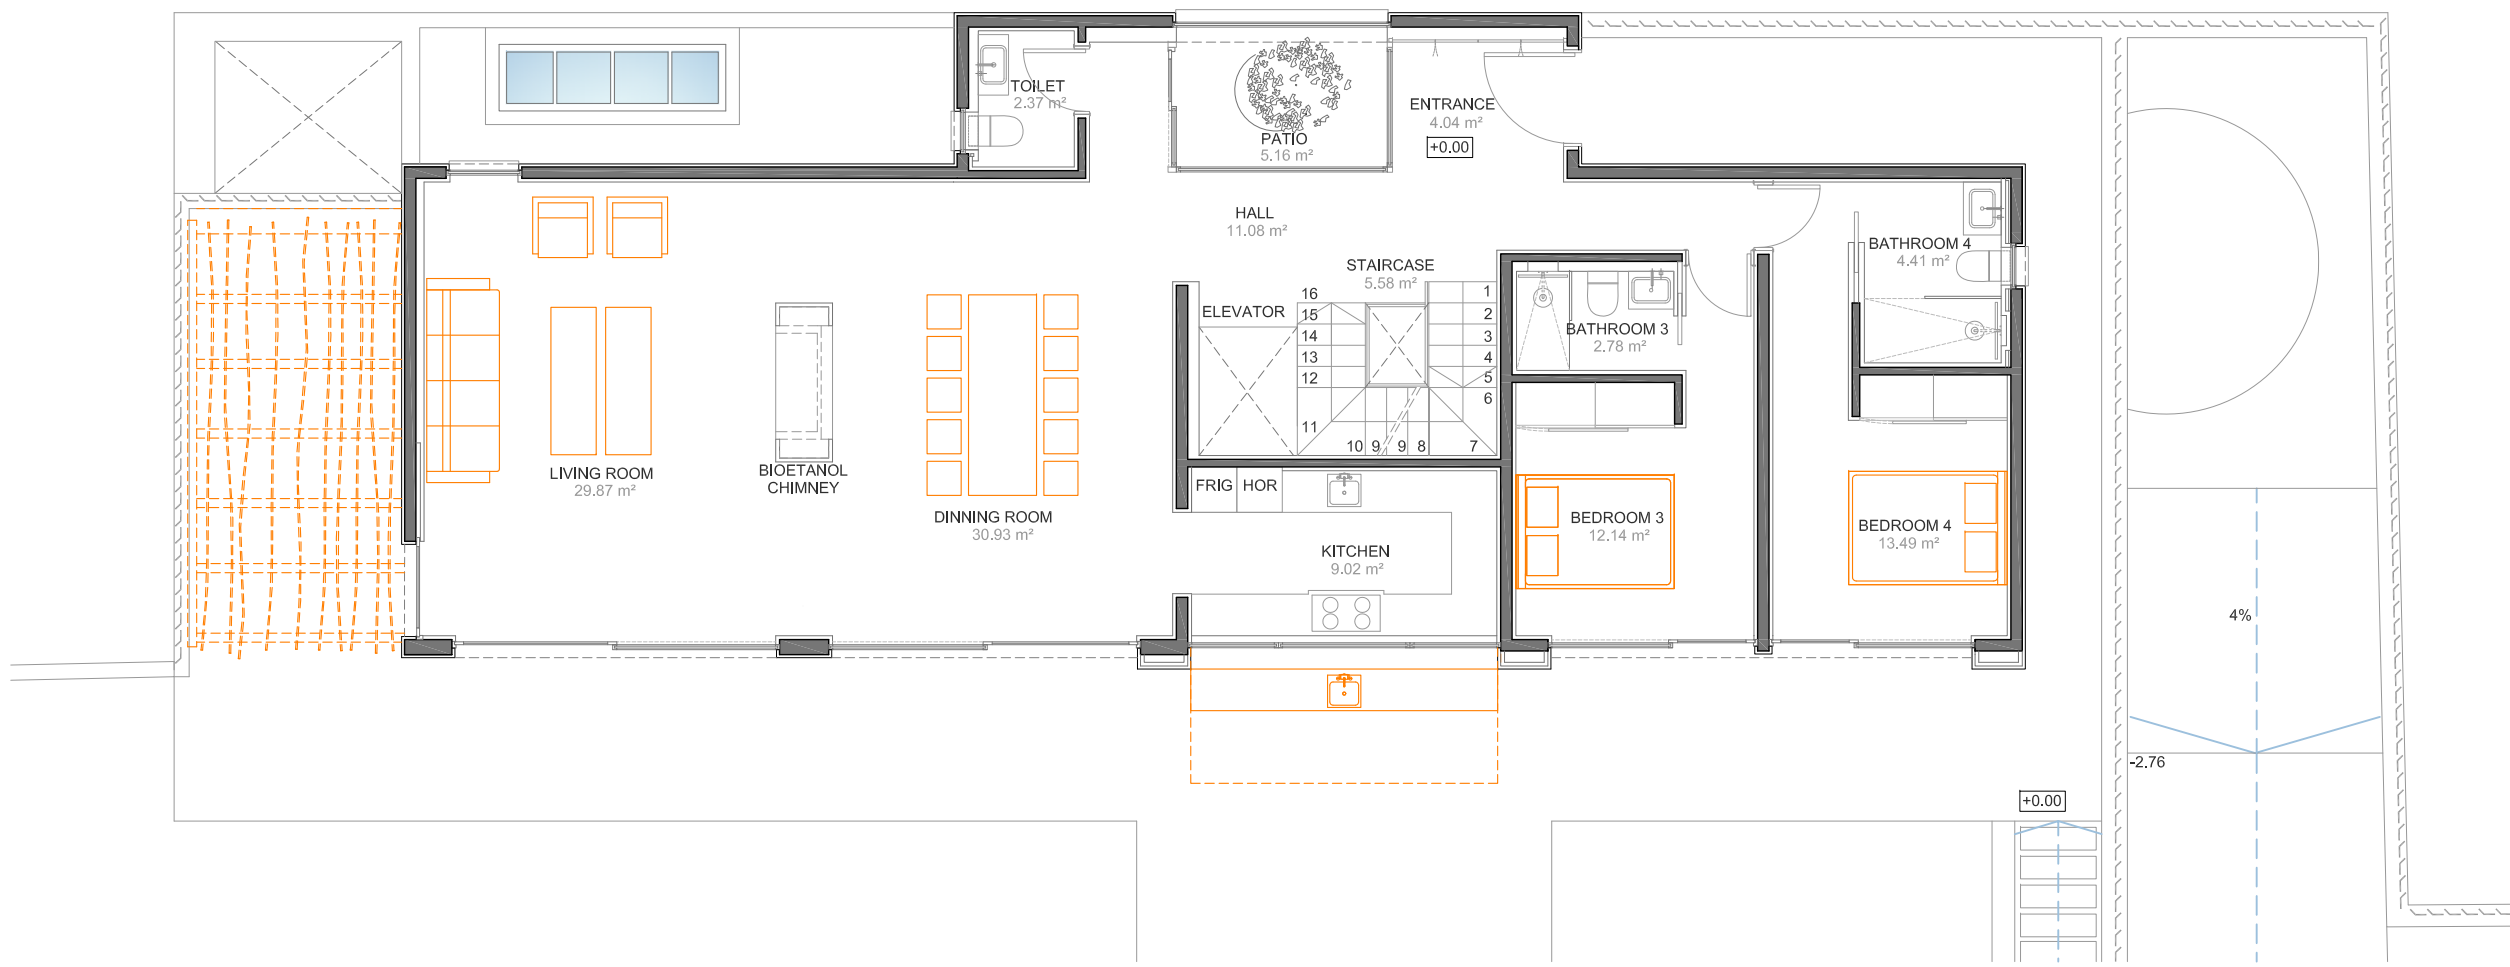 TOILET
2.37 m²
PATIO
5.16 m²
ENTRANCE
4.04 m²
+0.00
HALL
11.08 m²
STAIRCASE
5.58 m²
ELEVATOR
16
15
14
13
12
11
10
9
9
8
7
6
5
4
3
2
1
BATHROOM 3
2.78 m²
BATHROOM 4
4.41 m²
LIVING ROOM
29.87 m²
BIOETANOL
CHIMNEY
DINNING ROOM
30.93 m²
FRIG
HOR
KITCHEN
9.02 m²
BEDROOM 3
12.14 m²
BEDROOM 4
13.49 m²
4%
-2.76
+0.00